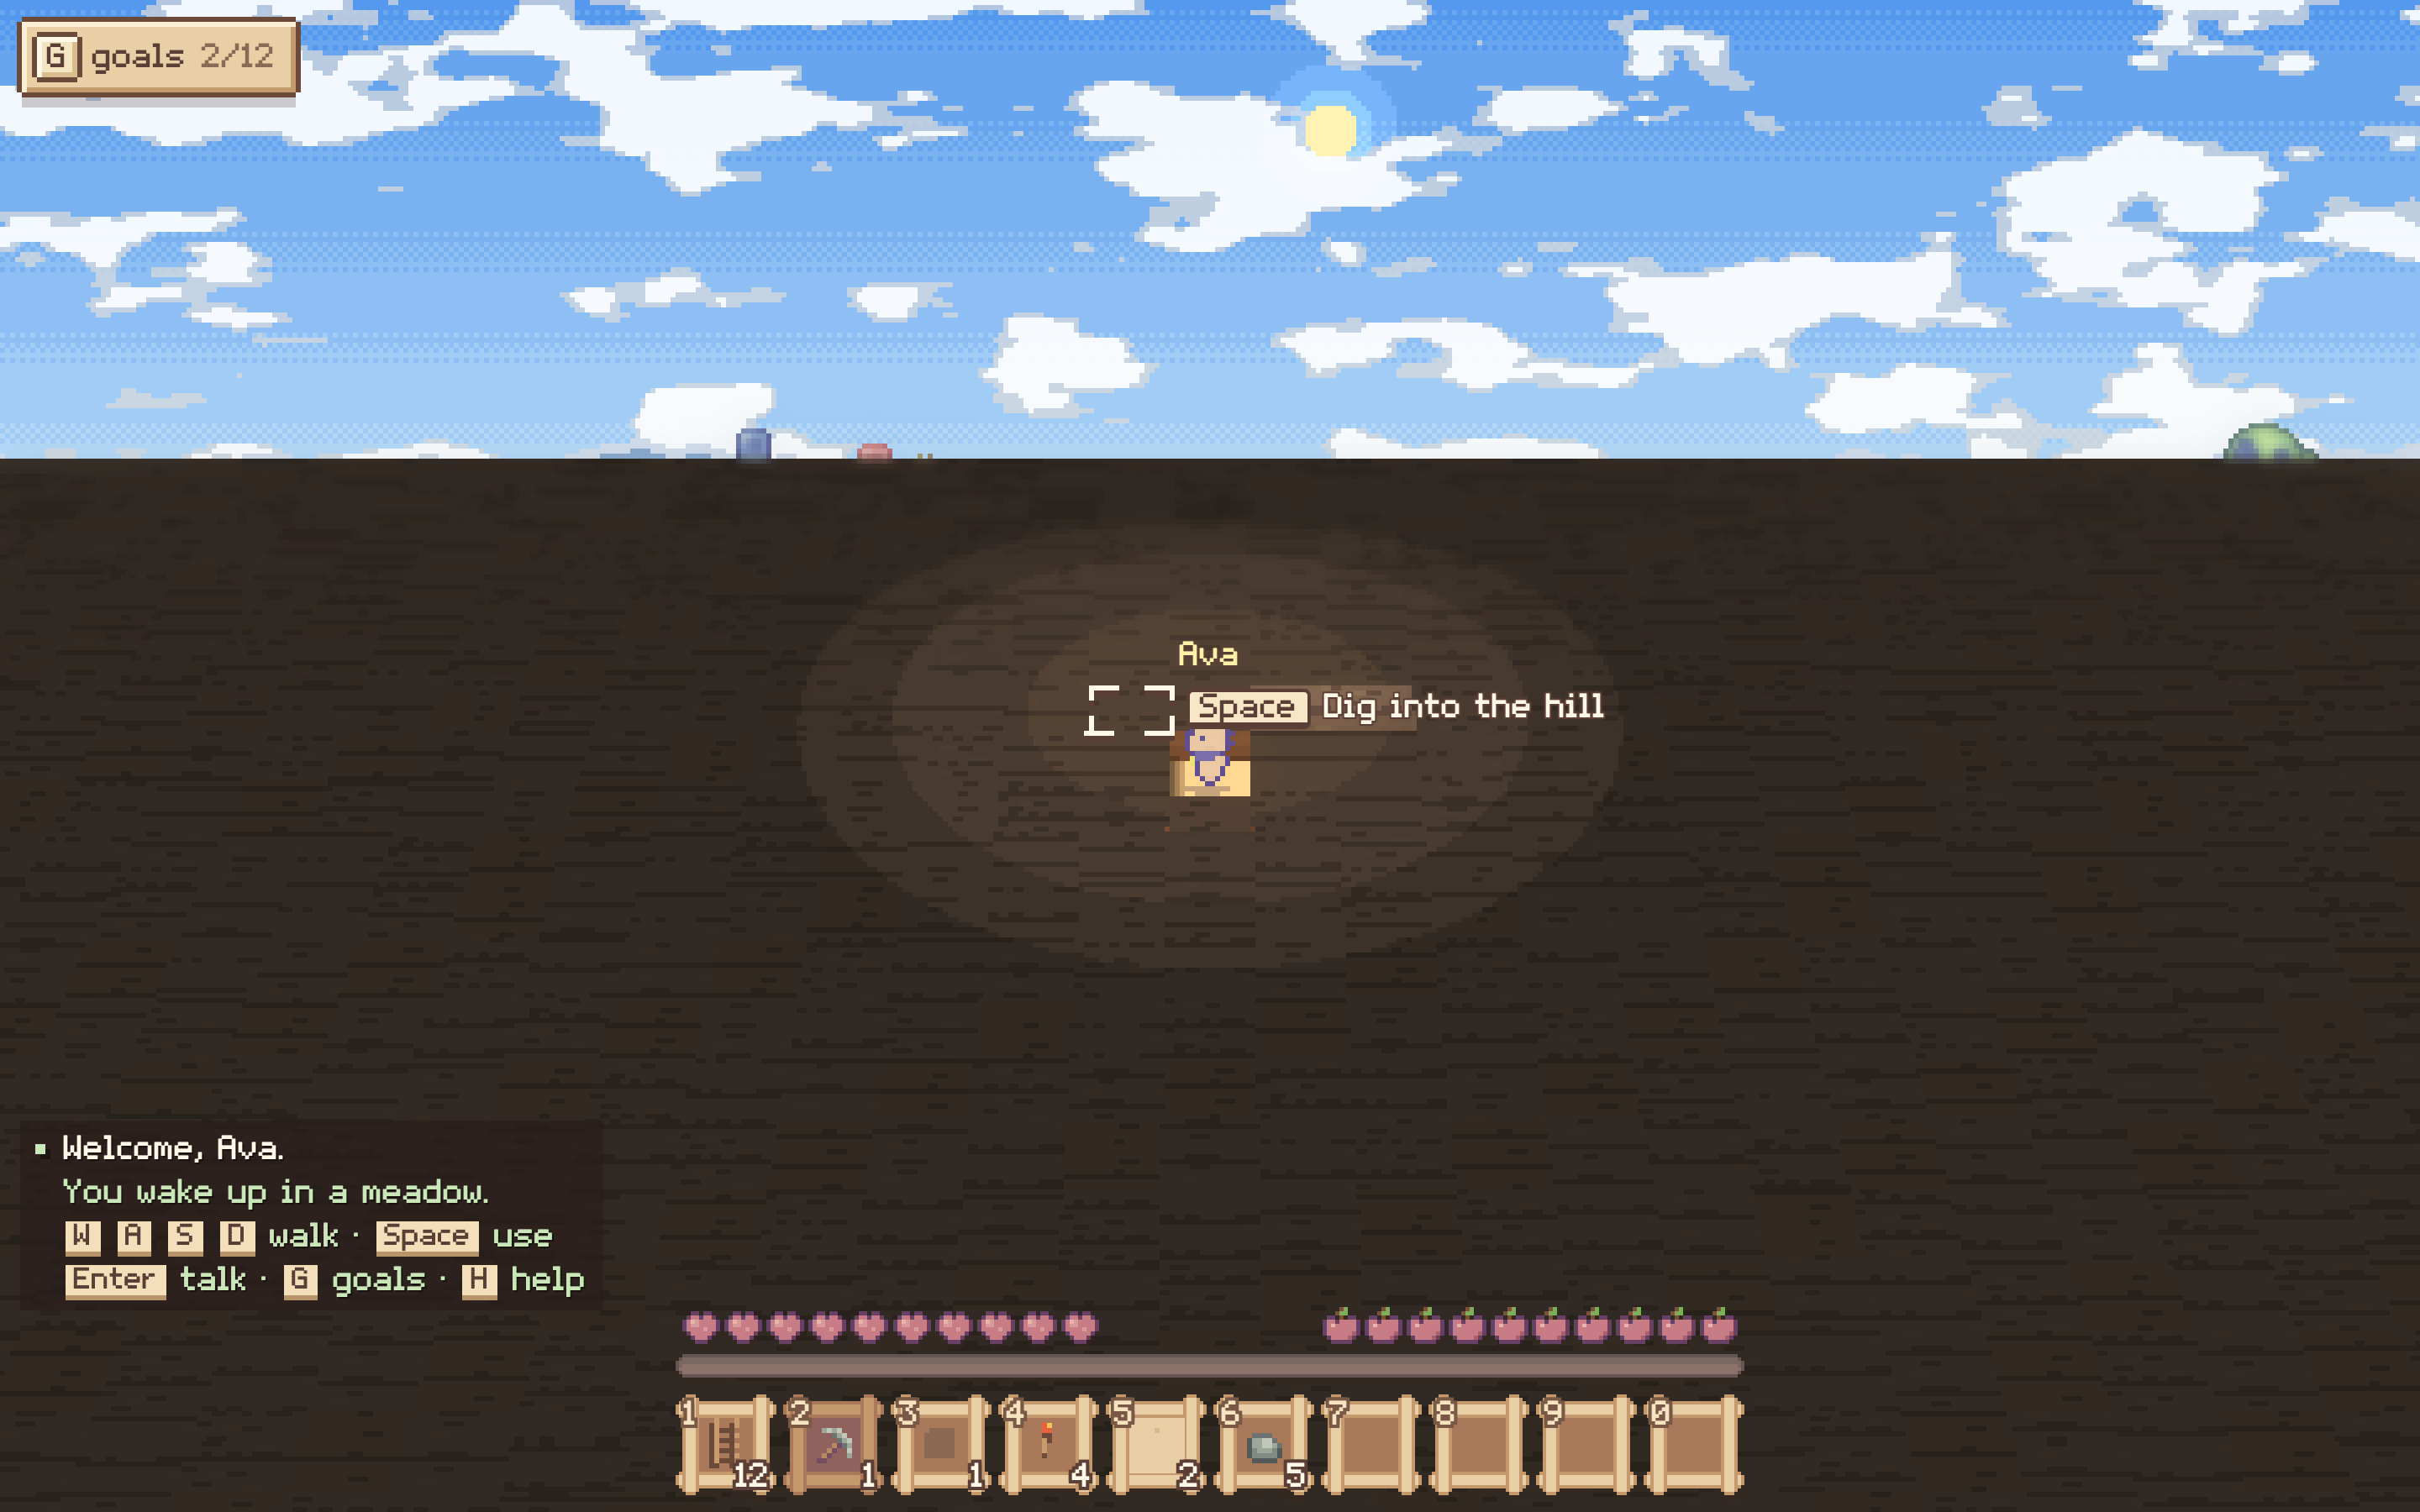 G goals 2/12
Ava
Space Dig into the hill
Welcome, Ava.
You wake up in a meadow.
W A S D walk · Space use
Enter talk · G goals · H help
1 2 3 4 5 6 7 8 9 0
12 1 1 4 2 5